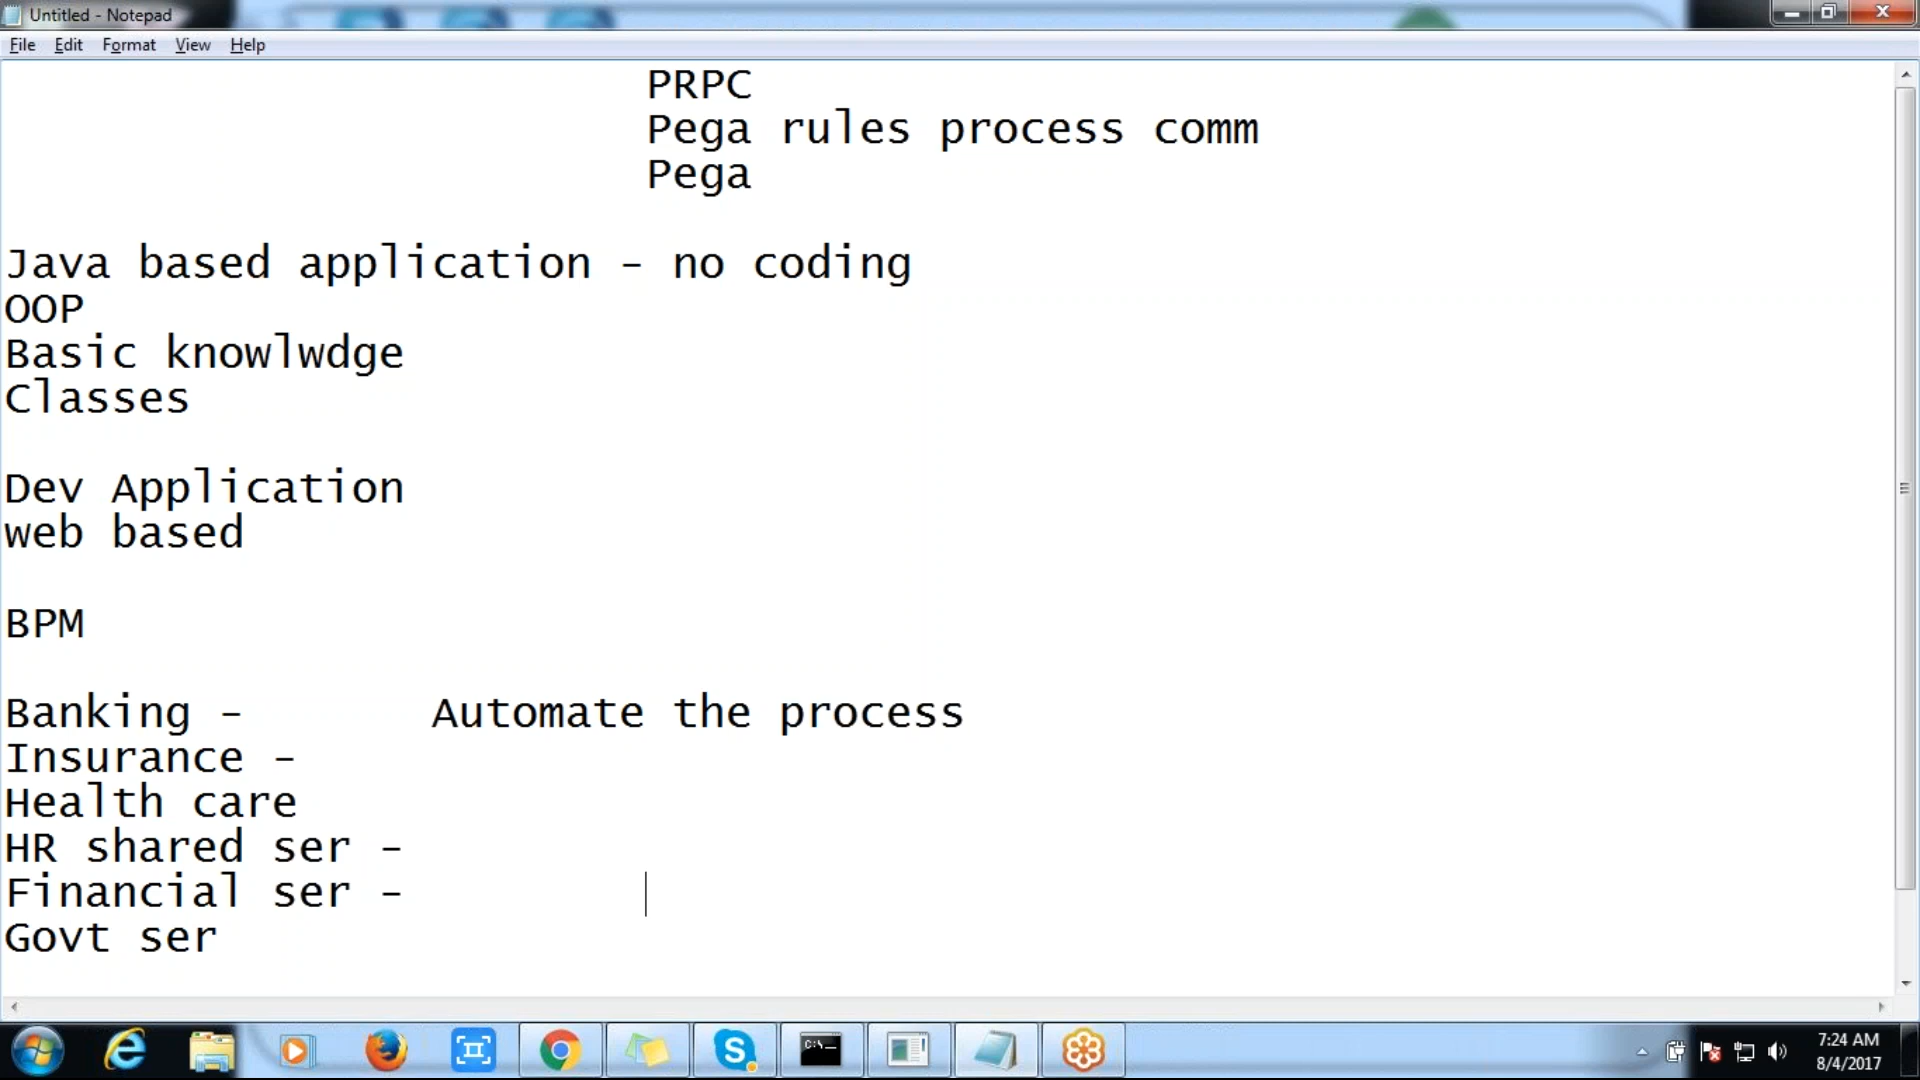 Untitled - Notepad
File Edit Format View Help
PRPC
Pega rules process comm
Pega
Java based application - no coding
OOP
Basic knowlwdge
Classes
Dev Application
web based
BPM
Banking - Automate the process
Insurance -
Health care
HR shared ser -
Financial ser -
Govt ser
7:24 AM
8/4/2017